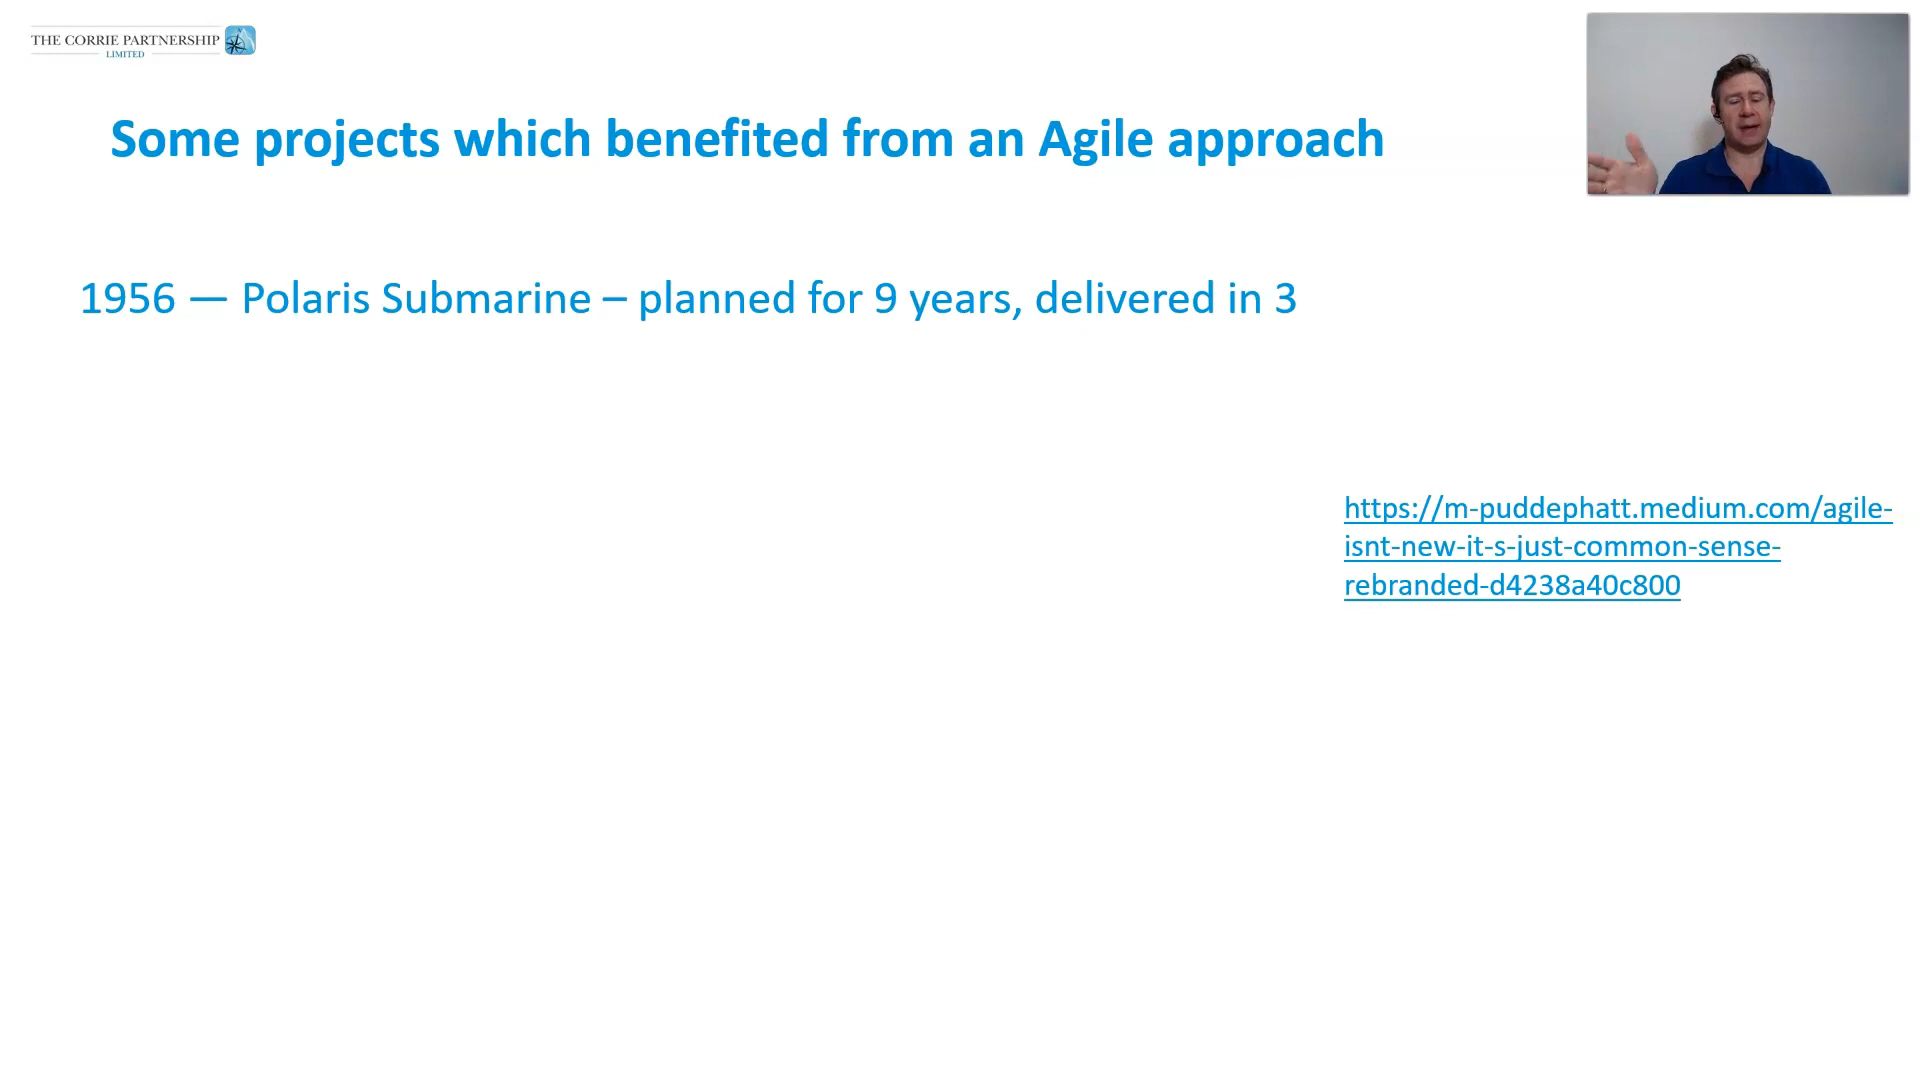 THE CORRIE PARTNERSHIP
LIMITED
Some projects which benefited from an Agile approach
1956 — Polaris Submarine – planned for 9 years, delivered in 3
https://m-puddephatt.medium.com/agile-
isnt-new-it-s-just-common-sense-
rebranded-d4238a40c800